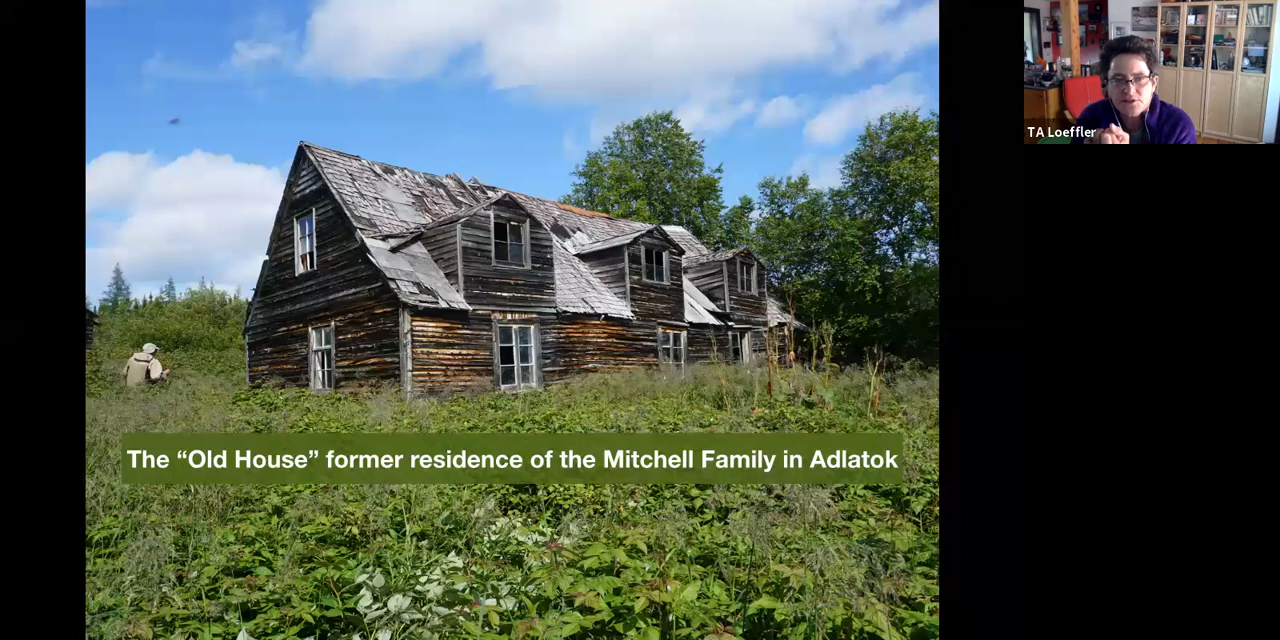 TA Loeffler
The “Old House” former residence of the Mitchell Family in Adlatok